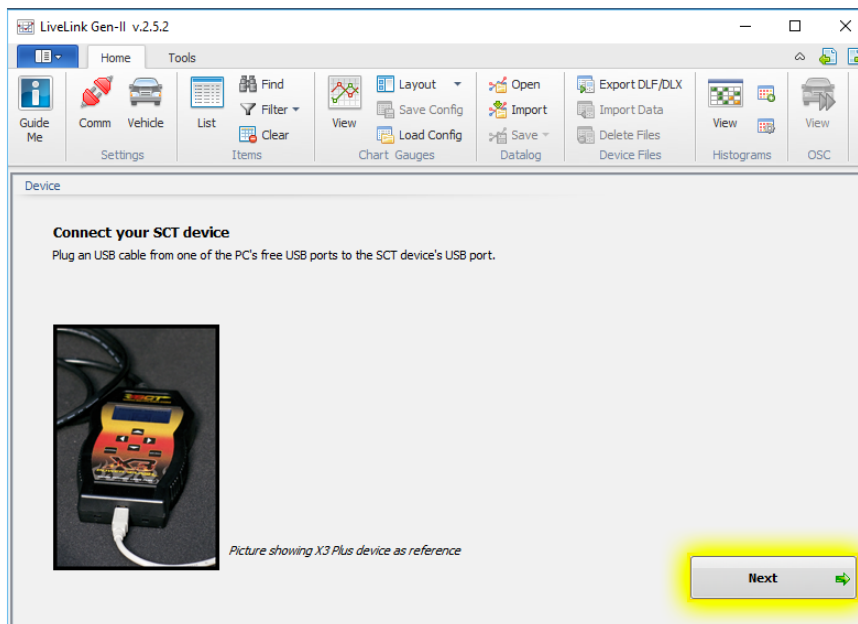 LiveLink Gen-II v.2.5.2
Home Tools
Guide Me
Comm Vehicle
Settings
List
Find
Filter
Clear
Items
View
Layout
Save Config
Load Config
Chart Gauges
Open
Import
Save
Datalog
Export DLF/DLX
Import Data
Delete Files
Device Files
View
Histograms
View
OSC
Device
Connect your SCT device
Plug an USB cable from one of the PC's free USB ports to the SCT device's USB port.
SCT
X3
Picture showing X3 Plus device as reference
Next